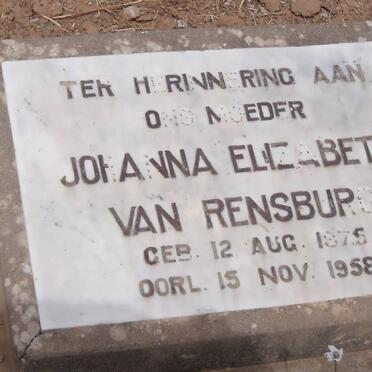 TER HERINNERING AAN
ONS MOEDER
JOHANNA ELIZABET
VAN RENSBURG
GEB. 12 AUG. 1875
OORL. 15 NOV. 1958